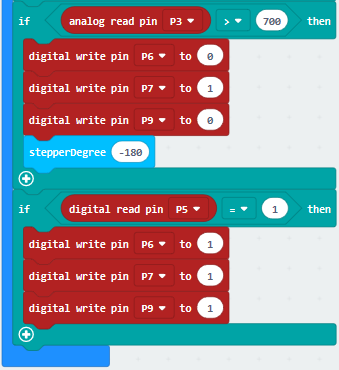 if analog read pin P3 > 700 then
digital write pin P6 to 0
digital write pin P7 to 1
digital write pin P9 to 0
stepperDegree -180
if digital read pin P5 = 1 then
digital write pin P6 to 1
digital write pin P7 to 1
digital write pin P9 to 1